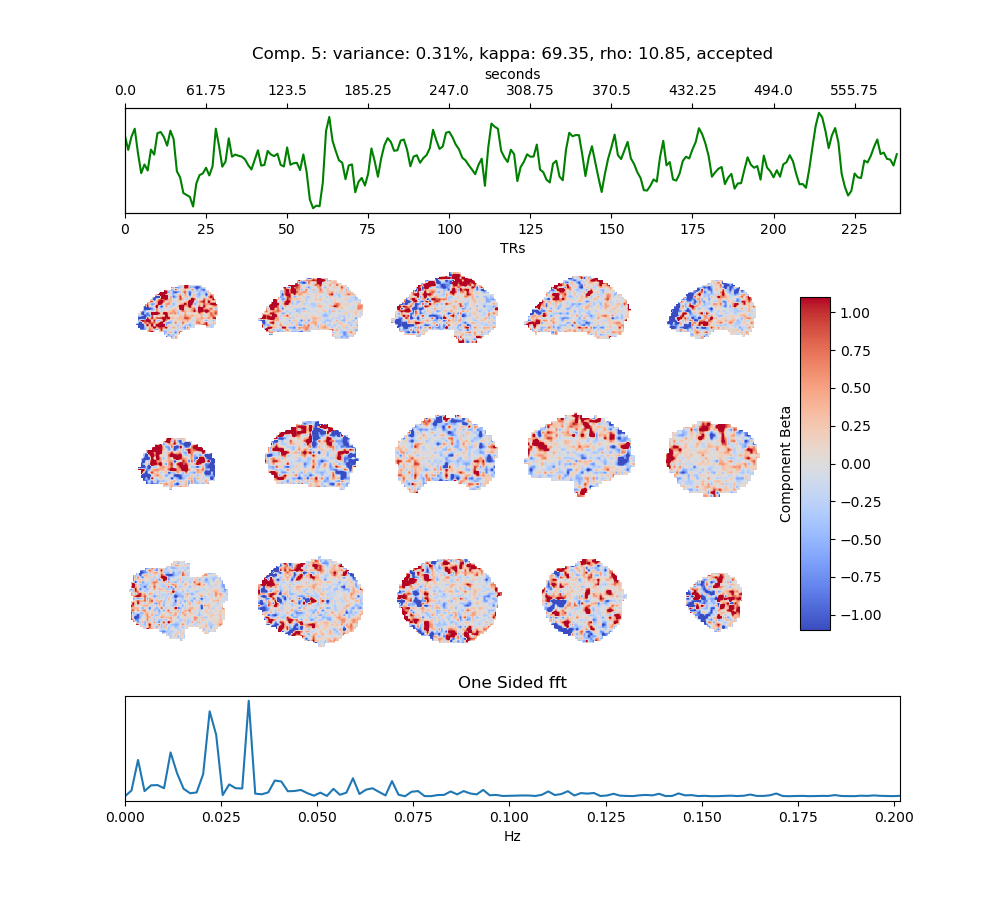 Comp. 5: variance: 0.31%, kappa: 69.35, rho: 10.85, accepted
seconds
0.0 61.75 123.5 185.25 247.0 308.75 370.5 432.25 494.0 555.75
0 25 50 75 100 125 150 175 200 225
TRs
1.00
0.75
0.50
0.25
0.00
−0.25
−0.50
−0.75
−1.00
Component Beta
One Sided fft
0.000 0.025 0.050 0.075 0.100 0.125 0.150 0.175 0.200
Hz